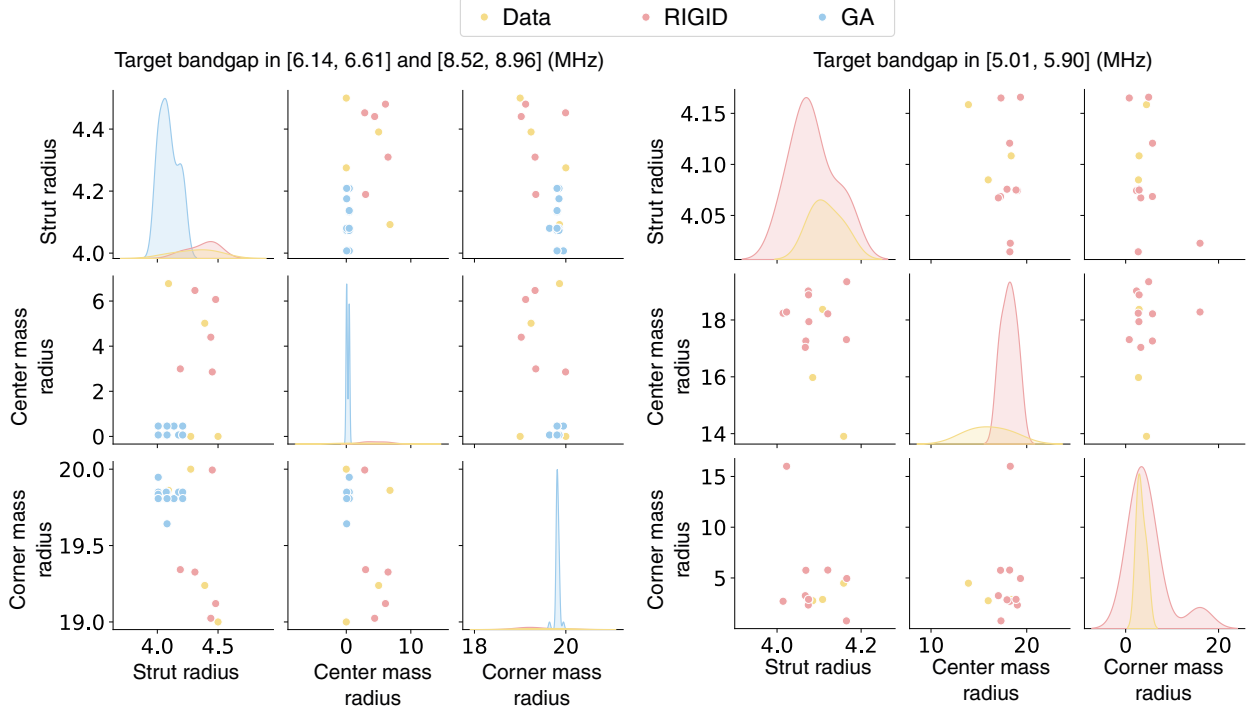 Data RIGID GA
Target bandgap in [6.14, 6.61] and [8.52, 8.96] (MHz)
Target bandgap in [5.01, 5.90] (MHz)
Strut radius
4.4
4.2
4.0
Center mass
radius
6
4
2
0
Corner mass
radius
20.0
19.5
19.0
4.0 4.5
0 10
18 20
Strut radius
Center mass
radius
Corner mass
radius
Strut radius
4.15
4.10
4.05
Center mass
radius
18
16
14
Corner mass
radius
15
10
5
4.0 4.2
10 20
0 20
Strut radius
Center mass
radius
Corner mass
radius